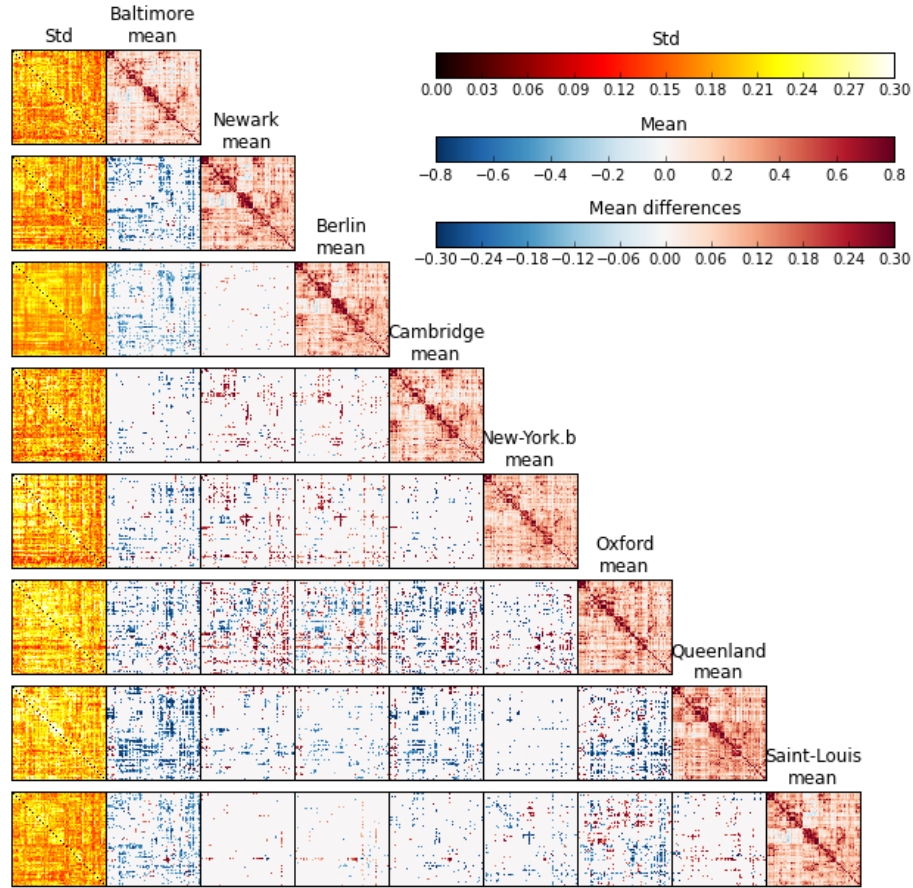 Baltimore
Std mean
Std
0.00 0.03 0.06 0.09 0.12 0.15 0.18 0.21 0.24 0.27 0.30
Newark
mean
Mean
−0.8 −0.6 −0.4 −0.2 0.0 0.2 0.4 0.6 0.8
Mean differences
−0.30 −0.24 −0.18 −0.12 −0.06 0.00 0.06 0.12 0.18 0.24 0.30
Berlin
mean
Cambridge
mean
New-York.b
mean
Oxford
mean
Queenland
mean
Saint-Louis
mean